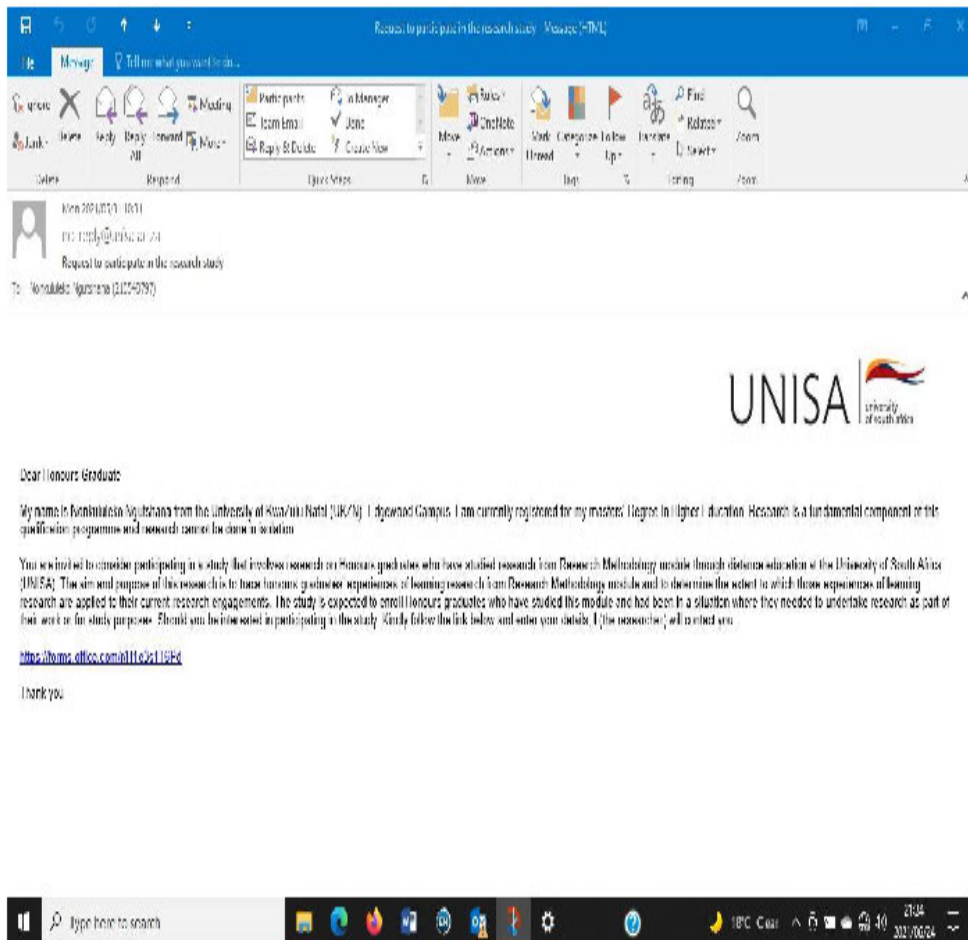 Request to participate in the research study - Message (HTML)
File Message Tell me what you want to do...
Ignore
Junk
Delete
Reply
Reply All
Forward
Meeting
More
Participants
Team Email
Reply & Delete
To Manager
Done
Create New
Move
Rules
OneNote
Actions
Mark Unread
Categorize
Follow Up
Translate
Find
Related
Select
Zoom
Delete Respond Quick Steps Move Tags Editing Zoom
Mon
no-reply@unisa.ac.za
Request to participate in the research study
To Nonkululeko Ngutshana
UNISA
university
of south africa
Dear Honours Graduate
My name is Nonkululeko Ngutshana from the University of KwaZulu Natal (UKZN), Edgewood Campus. I am currently registered for my masters' Degree in Higher Education. Research is a fundamental component of this
qualification programme and research cannot be done in isolation
You are invited to consider participating in a study that involves research on Honours graduates who have studied research from Research Methodology module through distance education at the University of South Africa
(UNISA). The aim and purpose of this research is to trace honours graduates' experiences of learning research from Research Methodology module and to determine the extent to which those experiences of learning
research are applied to their current research engagements. The study is expected to enroll Honours graduates who have studied this module and had been in a situation where they needed to undertake research as part of
their work or for study purposes. Should you be interested in participating in the study. Kindly follow the link below and enter your details, I (the researcher) will contact you
Thank you
Type here to search
18°C Clear
2021/06/24